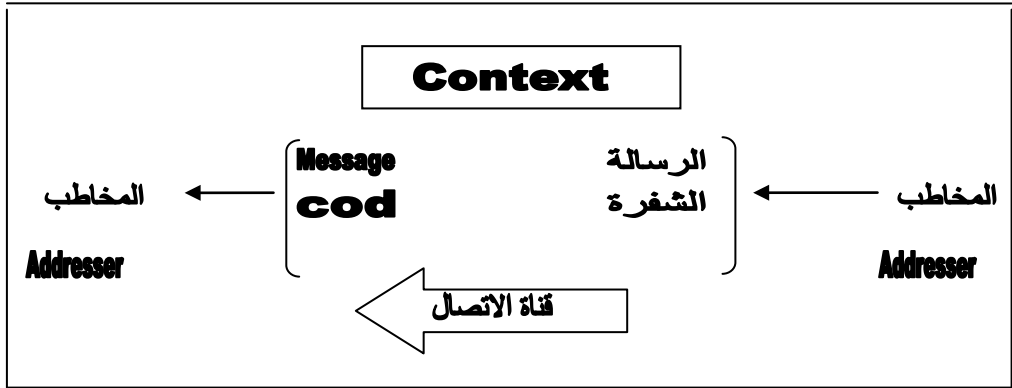 Context
الرسالة Message
الشفرة cod
المخاطب
المخاطب
Addresser
Addresser
قناة الاتصال